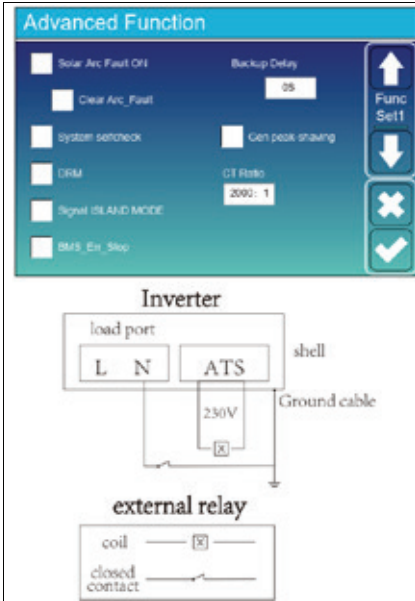 Advanced Function
Solar Arc Fault ON
Backup Delay
0S
Clear Arc_Fault
Func
Set1
System selfcheck
Gen peak-shaving
DRM
CT Ratio
2000: 1
Signal ISLAND MODE
BMS_Err_Stop
Inverter
load port
shell
L N ATS
Ground cable
230V
external relay
coil
closed
contact